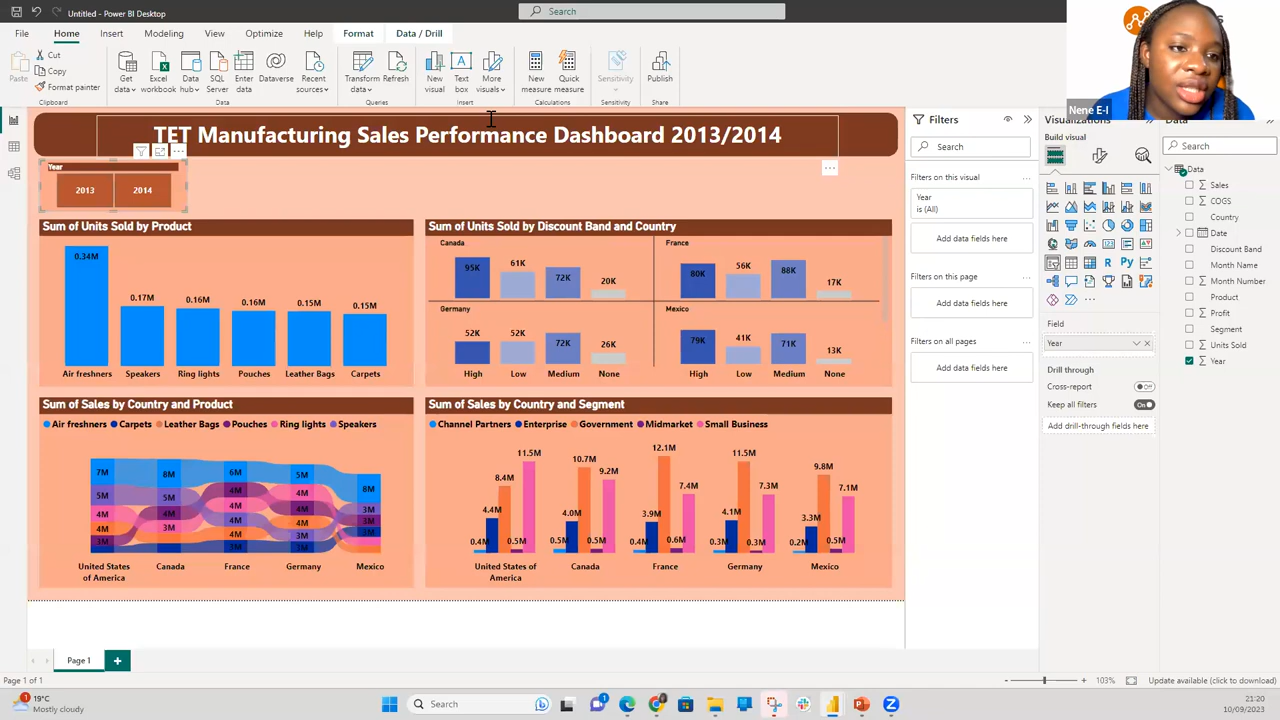 Untitled - Power BI Desktop
Search
File
Home
Insert
Modeling
View
Optimize
Help
Format
Data / Drill
Paste
Cut
Copy
Format painter
Clipboard
Get data
Excel workbook
Data hub
SQL Server
Enter data
Dataverse
Recent sources
Data
Transform data
Refresh
Queries
New visual
Text box
More visuals
Insert
New measure
Quick measure
Calculations
Sensitivity
Sensitivity
Publish
Share
Nene E-I
TET Manufacturing Sales Performance Dashboard 2013/2014
Year
2013
2014
Sum of Units Sold by Product
0.34M
0.17M
0.16M
0.16M
0.15M
0.15M
Air freshners
Speakers
Ring lights
Pouches
Leather Bags
Carpets
Sum of Units Sold by Discount Band and Country
Canada
95K
61K
72K
20K
France
80K
56K
88K
17K
Germany
52K
52K
72K
26K
Mexico
79K
41K
71K
13K
High
Low
Medium
None
High
Low
Medium
None
Sum of Sales by Country and Product
Air freshners
Carpets
Leather Bags
Pouches
Ring lights
Speakers
7M
5M
4M
4M
3M
8M
5M
4M
3M
6M
4M
4M
4M
4M
3M
5M
4M
4M
4M
3M
3M
8M
3M
3M
3M
United States
of America
Canada
France
Germany
Mexico
Sum of Sales by Country and Segment
Channel Partners
Enterprise
Government
Midmarket
Small Business
0.4M
4.4M
8.4M
0.5M
11.5M
0.5M
4.0M
10.7M
0.5M
9.2M
0.4M
3.9M
12.1M
0.6M
7.4M
0.3M
4.1M
11.5M
0.3M
7.3M
0.2M
3.3M
9.8M
0.5M
7.1M
United States
of America
Canada
France
Germany
Mexico
Filters
Search
Filters on this visual
Year
is (All)
Add data fields here
Filters on this page
Add data fields here
Filters on all pages
Add data fields here
Visualizations
Build visual
Field
Year
Drill through
Cross-report
Off
Keep all filters
On
Add drill-through fields here
Data
Search
Data
Sales
COGS
Country
Date
Discount Band
Month Name
Month Number
Product
Profit
Segment
Units Sold
Year
Page 1
Page 1 of 1
103%
Update available (click to download)
1
19°C
Mostly cloudy
Search
1
21:20
10/09/2023